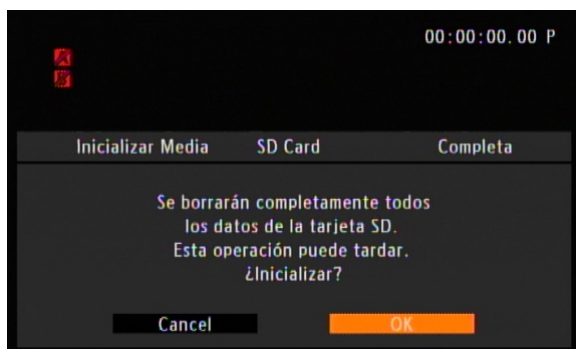 00:00:00.00 P
A
B
Inicializar Media SD Card Completa
Se borrarán completamente todos
los datos de la tarjeta SD.
Esta operación puede tardar.
¿Inicializar?
Cancel OK